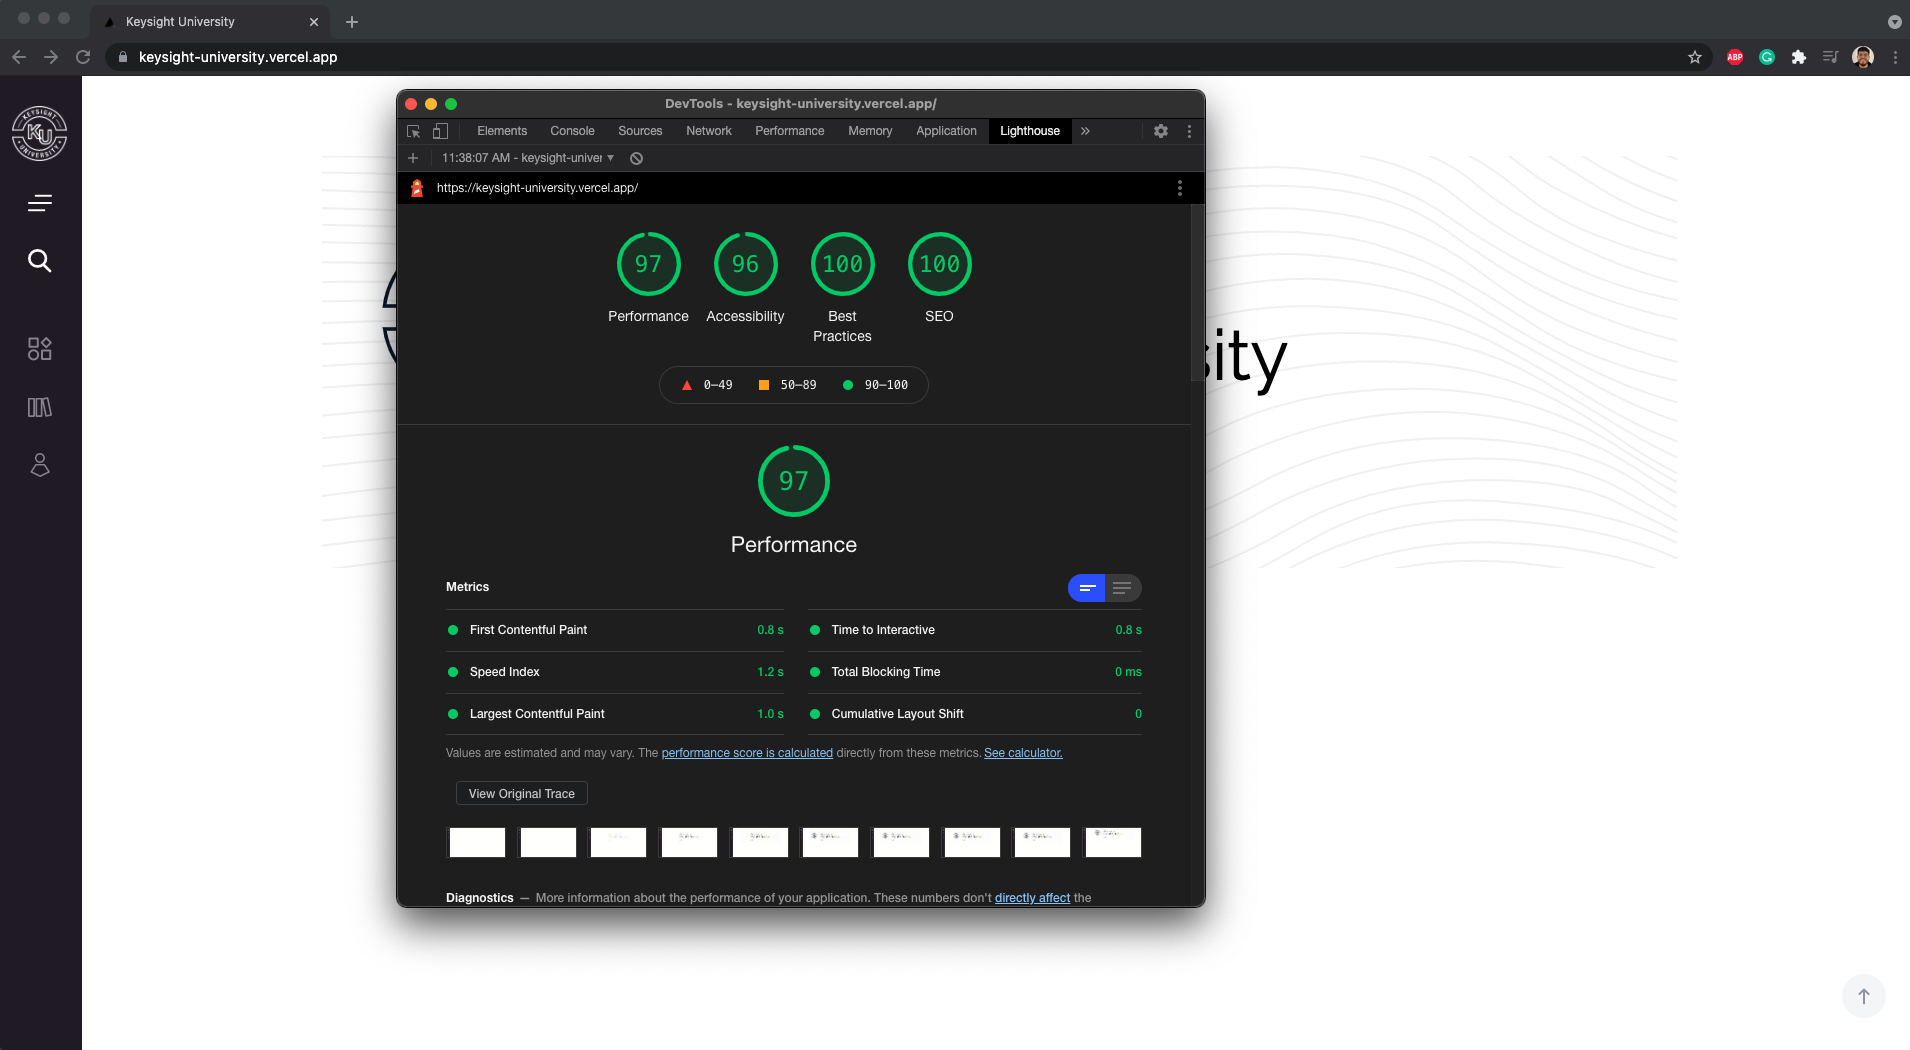 Keysight University
keysight-university.vercel.app
ABP
G
KEYSIGHT
KU
UNIVERSITY
DevTools - keysight-university.vercel.app/
Elements Console Sources Network Performance Memory Application Lighthouse »
11:38:07 AM - keysight-univer
https://keysight-university.vercel.app/
97 96 100 100
Performance Accessibility Best Practices SEO
0–49 50–89 90–100
sity
97
Performance
Metrics
First Contentful Paint 0.8 s
Time to Interactive 0.8 s
Speed Index 1.2 s
Total Blocking Time 0 ms
Largest Contentful Paint 1.0 s
Cumulative Layout Shift 0
Values are estimated and may vary. The performance score is calculated directly from these metrics. See calculator.
View Original Trace
Diagnostics — More information about the performance of your application. These numbers don't directly affect the